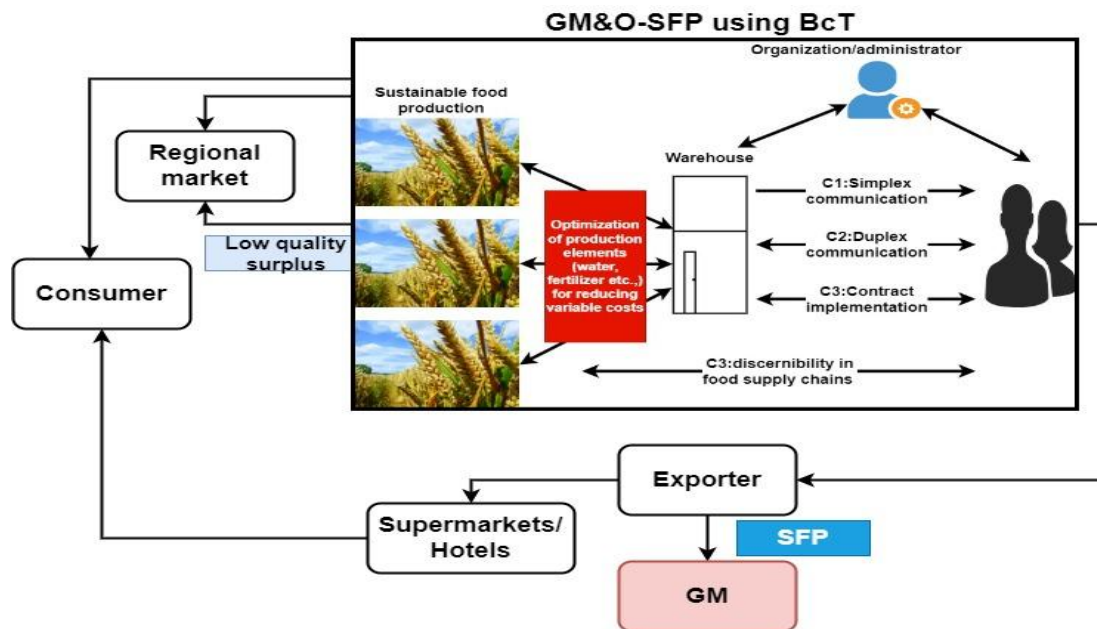 GM&O-SFP using BcT
Organization/administrator
Sustainable food
production
Regional
market
Warehouse
C1:Simplex
communication
Low quality
surplus
Optimization
of production
elements
(water,
fertilizer etc.,)
for reducing
variable costs
C2:Duplex
communication
Consumer
C3:Contract
implementation
C3:discernibility in
food supply chains
Exporter
Supermarkets/
Hotels
SFP
GM